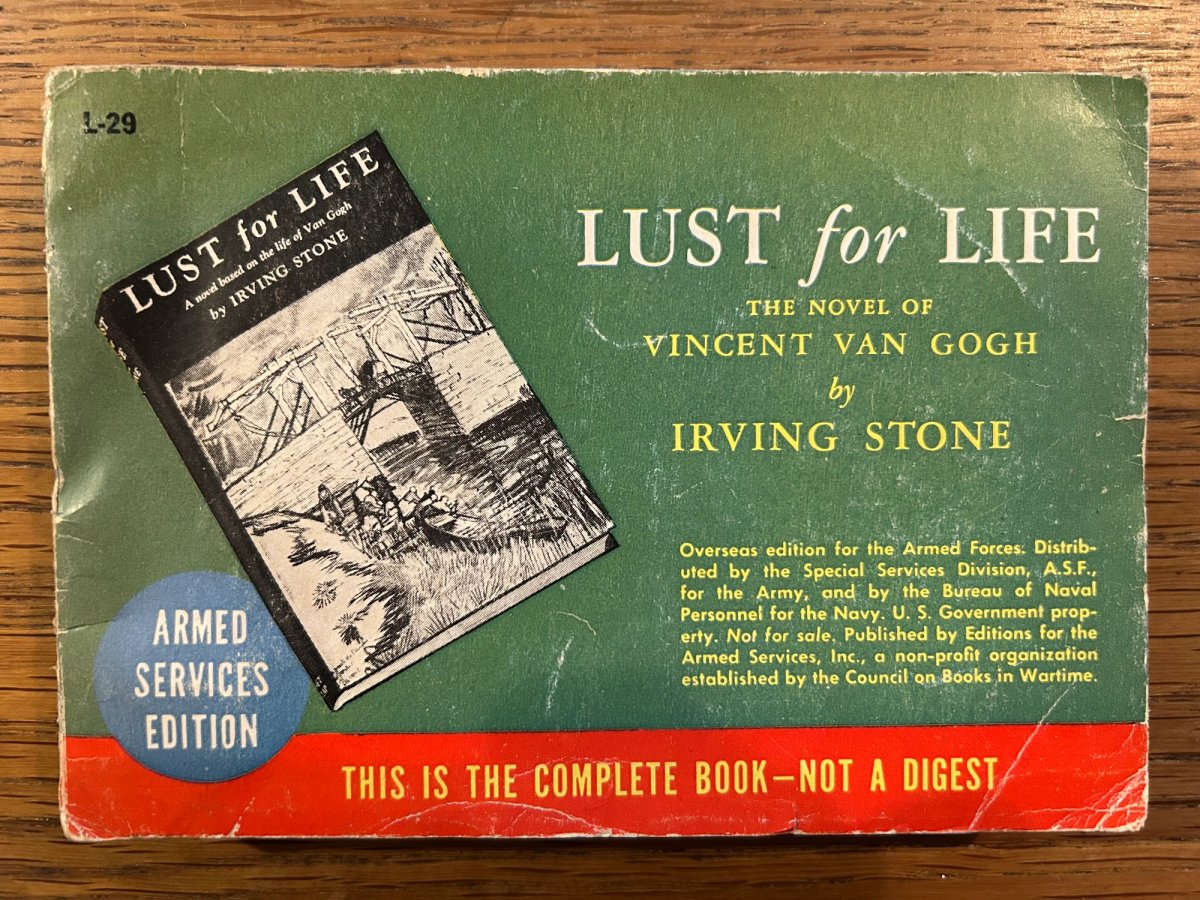 L-29
LUST for LIFE
A novel based on the life of Van Gogh
by IRVING STONE
LUST for LIFE
THE NOVEL OF
VINCENT VAN GOGH
by
IRVING STONE
Overseas edition for the Armed Forces. Distrib-
uted by the Special Services Division, A.S.F.,
for the Army, and by the Bureau of Naval
Personnel for the Navy. U. S. Government prop-
erty. Not for sale. Published by Editions for the
Armed Services, Inc., a non-profit organization
established by the Council on Books in Wartime.
ARMED
SERVICES
EDITION
THIS IS THE COMPLETE BOOK—NOT A DIGEST